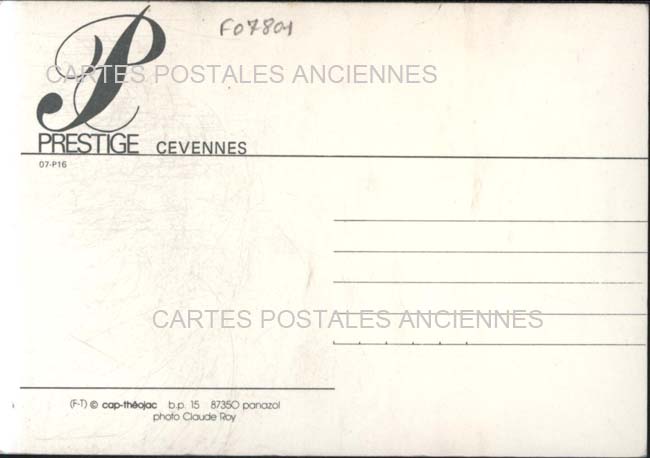 F07801
CARTES POSTALES ANCIENNES
P
PRESTIGE CEVENNES
07-P16
CARTES POSTALES ANCIENNES
(F-T) © cap-théojac b.p. 15 87350 panazol
photo Claude Roy